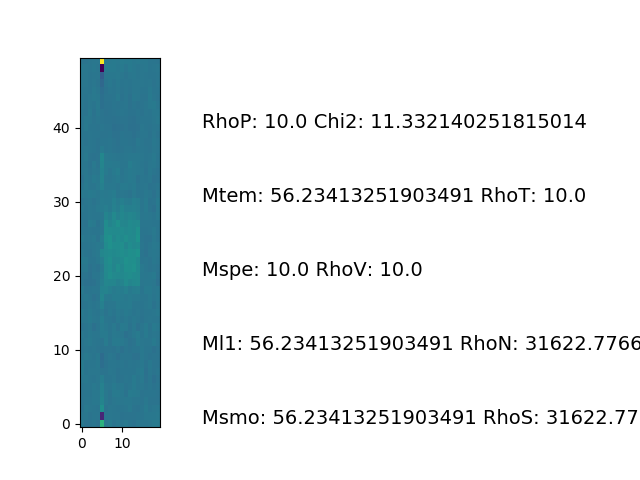 RhoP: 10.0 Chi2: 11.332140251815014
40
Mtem: 56.23413251903491 RhoT: 10.0
30
Mspe: 10.0 RhoV: 10.0
20
Ml1: 56.23413251903491 RhoN: 31622.7766
10
Msmo: 56.23413251903491 RhoS: 31622.77
0
0 10